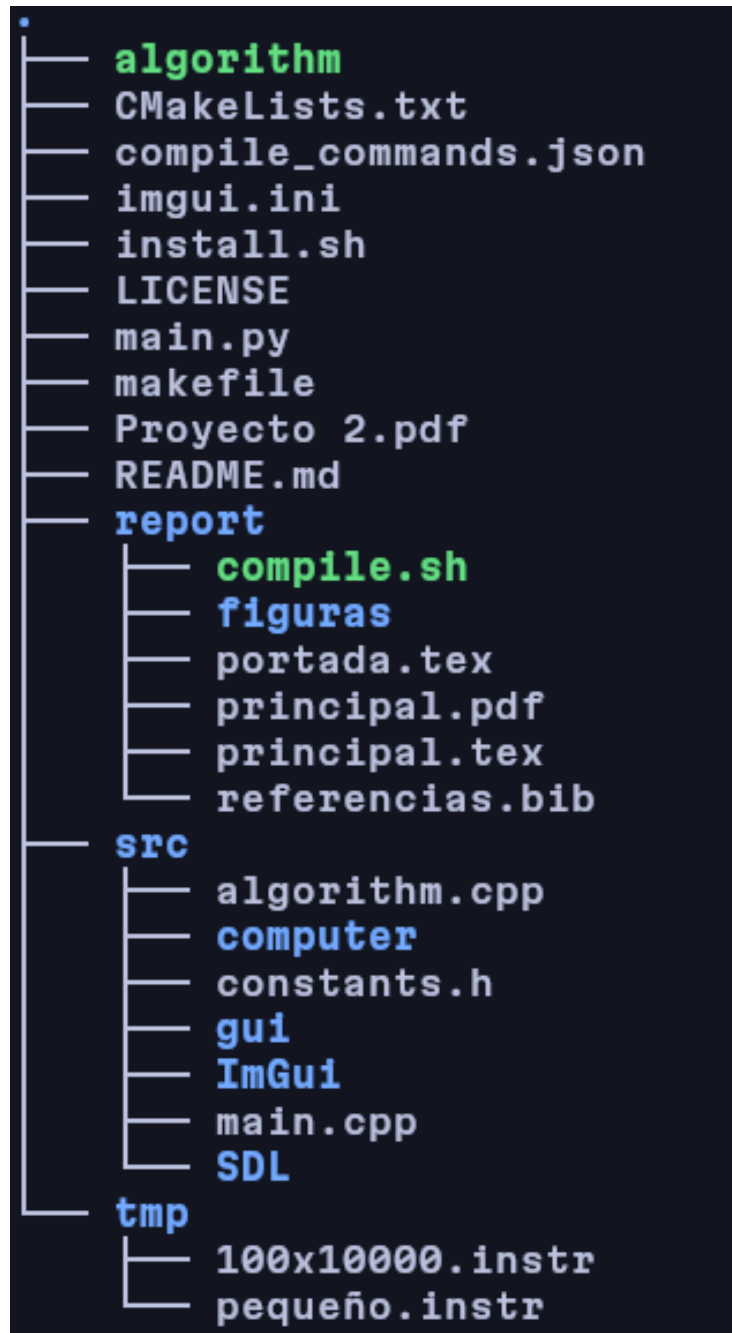 .
algorithm
CMakeLists.txt
compile_commands.json
imgui.ini
install.sh
LICENSE
main.py
makefile
Proyecto 2.pdf
README.md
report
compile.sh
figuras
portada.tex
principal.pdf
principal.tex
referencias.bib
src
algorithm.cpp
computer
constants.h
gui
ImGui
main.cpp
SDL
tmp
100x10000.instr
pequeño.instr